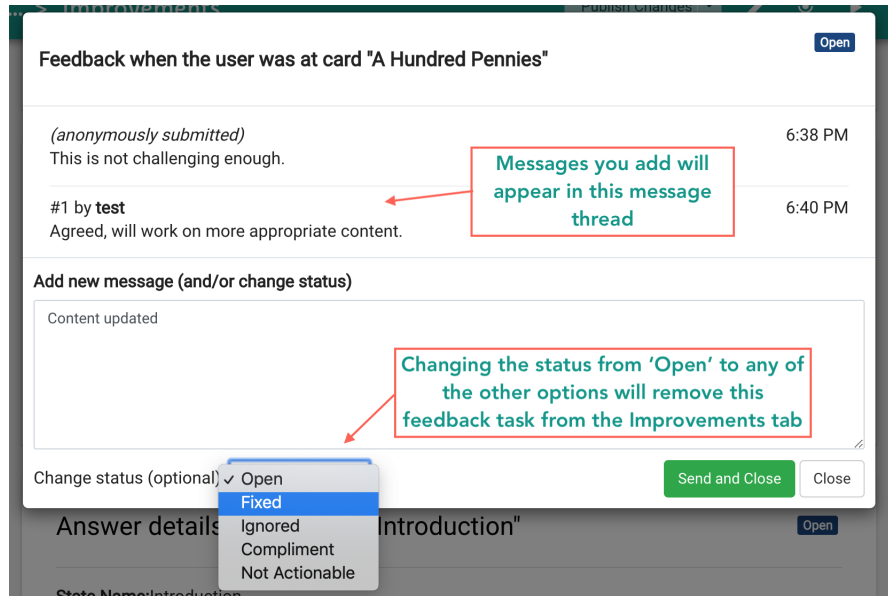 > Improvements
Publish Changes
Feedback when the user was at card "A Hundred Pennies"
Open
(anonymously submitted)
6:38 PM
This is not challenging enough.
Messages you add will
appear in this message
thread
#1 by test
6:40 PM
Agreed, will work on more appropriate content.
Add new message (and/or change status)
Content updated
Changing the status from ‘Open’ to any of
the other options will remove this
feedback task from the Improvements tab
Change status (optional)
✓ Open
Fixed
Ignored
Compliment
Not Actionable
Send and Close
Close
Answer details
Introduction"
Open
State Name:Introduction